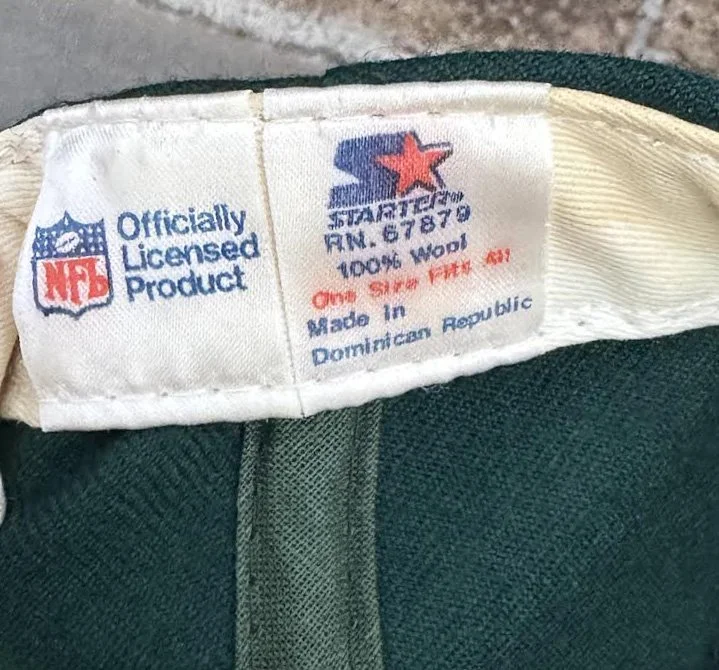 NFL
Officially
Licensed
Product
S
STARTER
RN. 67879
100% Wool
One Size Fits All
Made in
Dominican Republic